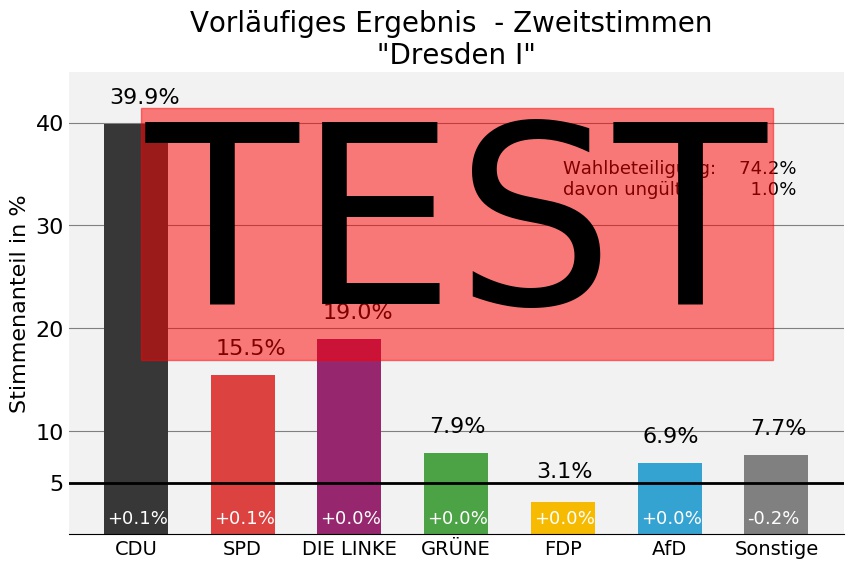 Vorläufiges Ergebnis - Zweitstimmen
"Dresden I"
39.9%
TEST
Wahlbeteiligung: 74.2%
davon 1.0%
40
30
20
10
5
Stimmenanteil in %
19.0%
15.5%
7.9%
3.1%
6.9%
7.7%
+0.1% +0.1% +0.0% +0.0% +0.0% +0.0% -0.2%
CDU SPD DIE LINKE GRÜNE FDP AfD Sonstige